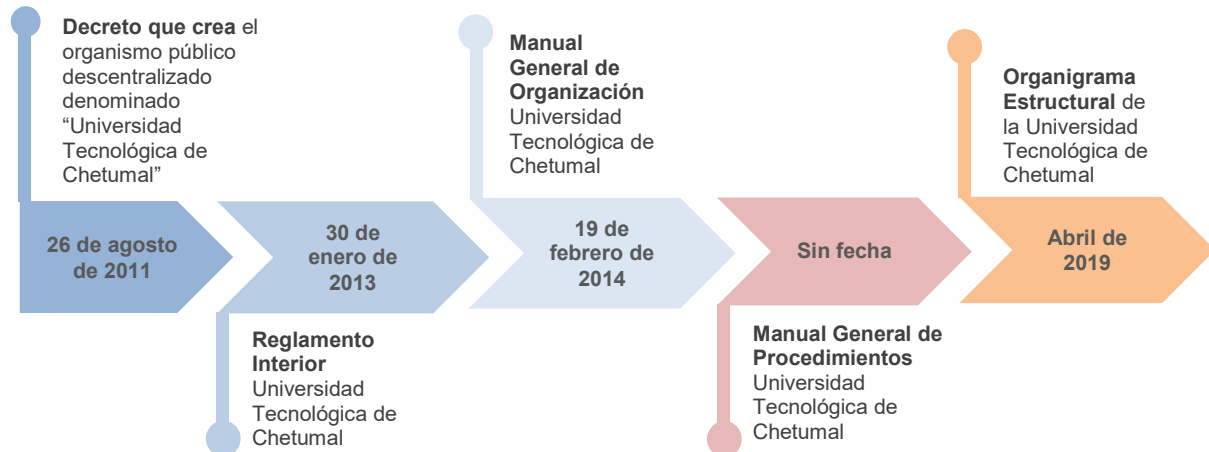 Decreto que crea el
organismo público
descentralizado
denominado
“Universidad
Tecnológica de
Chetumal”
26 de agosto
de 2011
30 de
enero de
2013
Reglamento
Interior
Universidad
Tecnológica de
Chetumal
Manual
General de
Organización
Universidad
Tecnológica de
Chetumal
19 de
febrero de
2014
Sin fecha
Manual General de
Procedimientos
Universidad
Tecnológica de
Chetumal
Organigrama
Estructural de
la Universidad
Tecnológica de
Chetumal
Abril de
2019